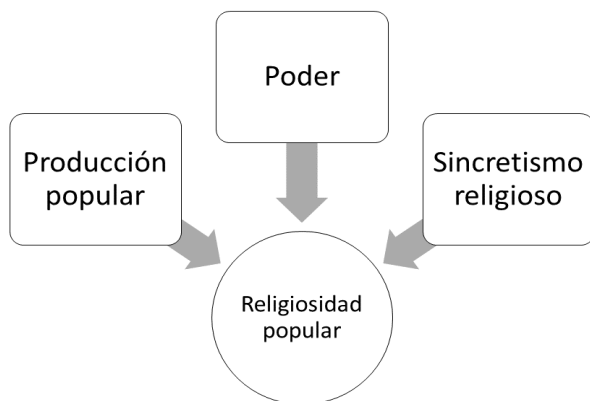 Poder
Producción
popular
Sincretismo
religioso
Religiosidad
popular